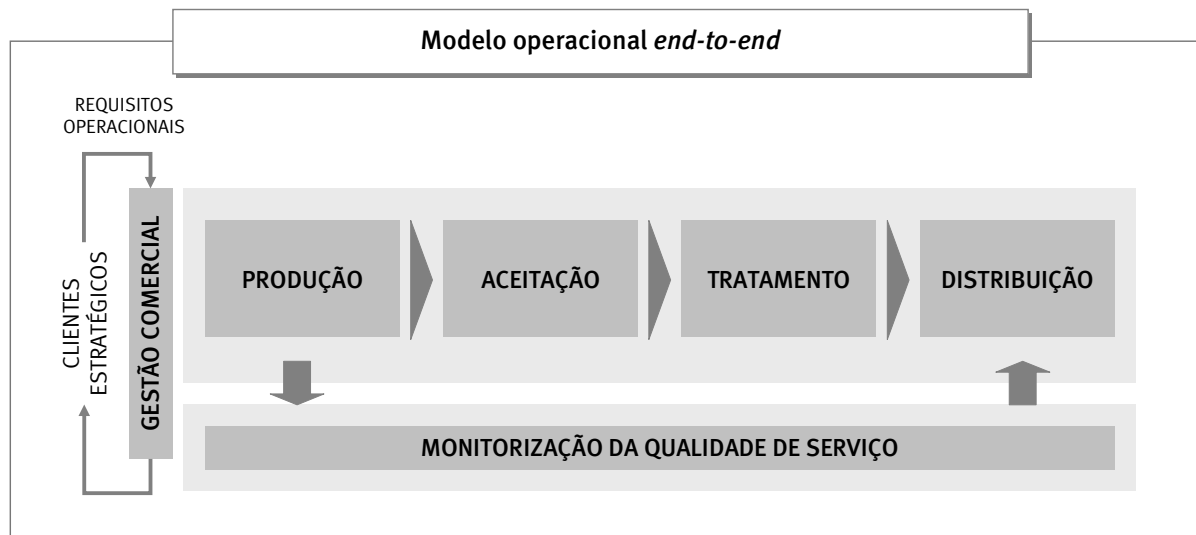 Modelo operacional end-to-end
REQUISITOS
OPERACIONAIS
CLIENTES
ESTRATÉGICOS
GESTÃO COMERCIAL
PRODUÇÃO
ACEITAÇÃO
TRATAMENTO
DISTRIBUIÇÃO
MONITORIZAÇÃO DA QUALIDADE DE SERVIÇO